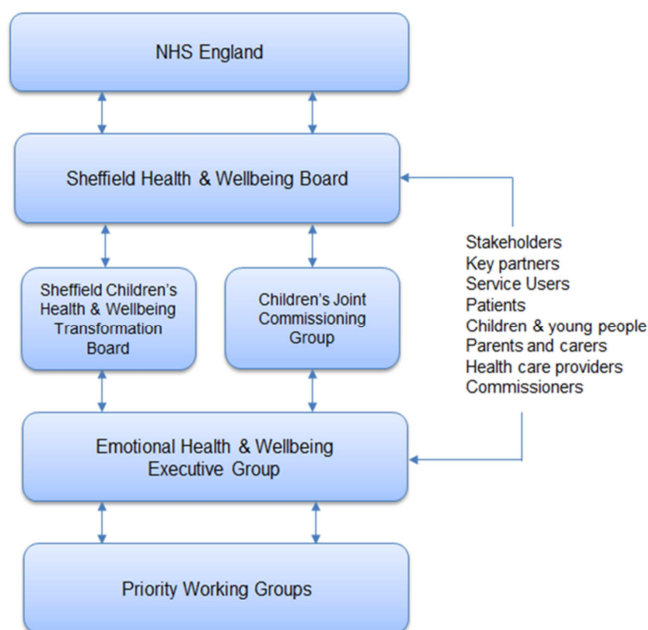 NHS England
Sheffield Health & Wellbeing Board
Sheffield Children's
Health & Wellbeing
Transformation
Board
Children's Joint
Commissioning
Group
Stakeholders
Key partners
Service Users
Patients
Children & young people
Parents and carers
Health care providers
Commissioners
Emotional Health & Wellbeing
Executive Group
Priority Working Groups